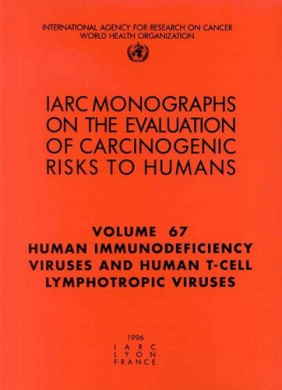 INTERNATIONAL AGENCY FOR RESEARCH ON CANCER
WORLD HEALTH ORGANIZATION
IARC MONOGRAPHS
ON THE EVALUATION
OF CARCINOGENIC
RISKS TO HUMANS
VOLUME 67
HUMAN IMMUNODEFICIENCY
VIRUSES AND HUMAN T-CELL
LYMPHOTROPIC VIRUSES
1996
IARC
LYON
FRANCE